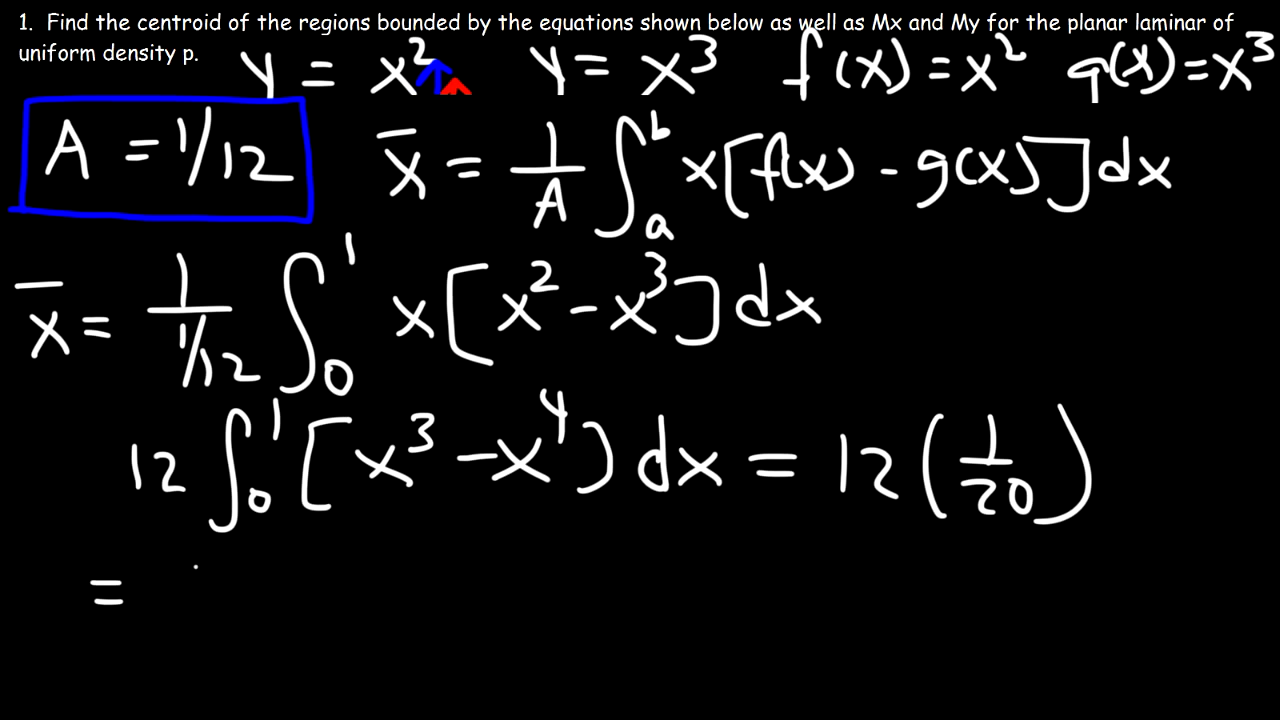 1. Find the centroid of the regions bounded by the equations shown below as well as Mx and My for the planar laminar of
uniform density p.
y = x² y = x³ f(x) = x² g(x) = x³
A = 1/12 x̄ = 1/A ∫ₐᵇ x[f(x) - g(x)]dx
x̄ = 1/(1/12) ∫₀¹ x[x² - x³]dx
12 ∫₀¹ [x³ - x⁴) dx = 12(1/20)
=